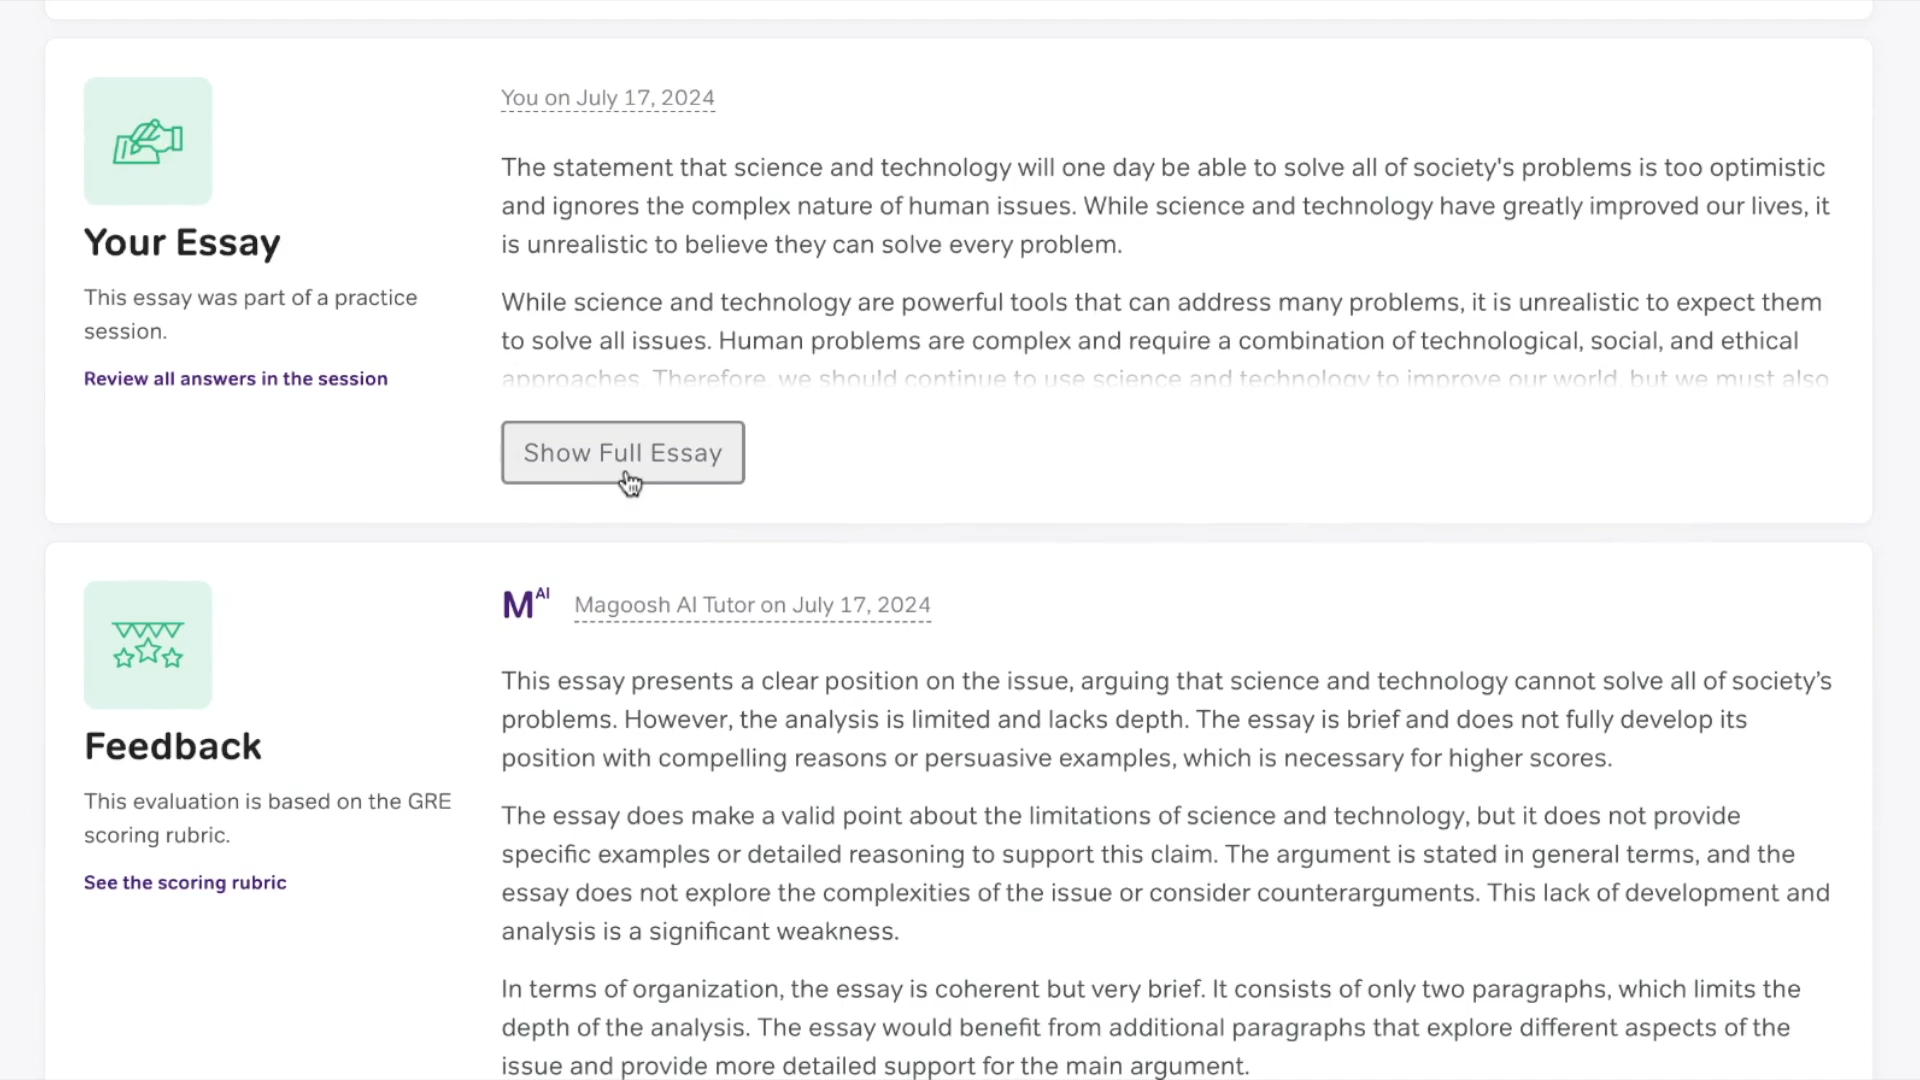 You on July 17, 2024
The statement that science and technology will one day be able to solve all of society's problems is too optimistic
and ignores the complex nature of human issues. While science and technology have greatly improved our lives, it
is unrealistic to believe they can solve every problem.
While science and technology are powerful tools that can address many problems, it is unrealistic to expect them
to solve all issues. Human problems are complex and require a combination of technological, social, and ethical
approaches. Therefore, we should continue to use science and technology to improve our world, but we must also
Show Full Essay
Your Essay
This essay was part of a practice
session.
Review all answers in the session
M AI
Magoosh AI Tutor on July 17, 2024
This essay presents a clear position on the issue, arguing that science and technology cannot solve all of society’s
problems. However, the analysis is limited and lacks depth. The essay is brief and does not fully develop its
position with compelling reasons or persuasive examples, which is necessary for higher scores.
The essay does make a valid point about the limitations of science and technology, but it does not provide
specific examples or detailed reasoning to support this claim. The argument is stated in general terms, and the
essay does not explore the complexities of the issue or consider counterarguments. This lack of development and
analysis is a significant weakness.
In terms of organization, the essay is coherent but very brief. It consists of only two paragraphs, which limits the
depth of the analysis. The essay would benefit from additional paragraphs that explore different aspects of the
issue and provide more detailed support for the main argument.
Feedback
This evaluation is based on the GRE
scoring rubric.
See the scoring rubric